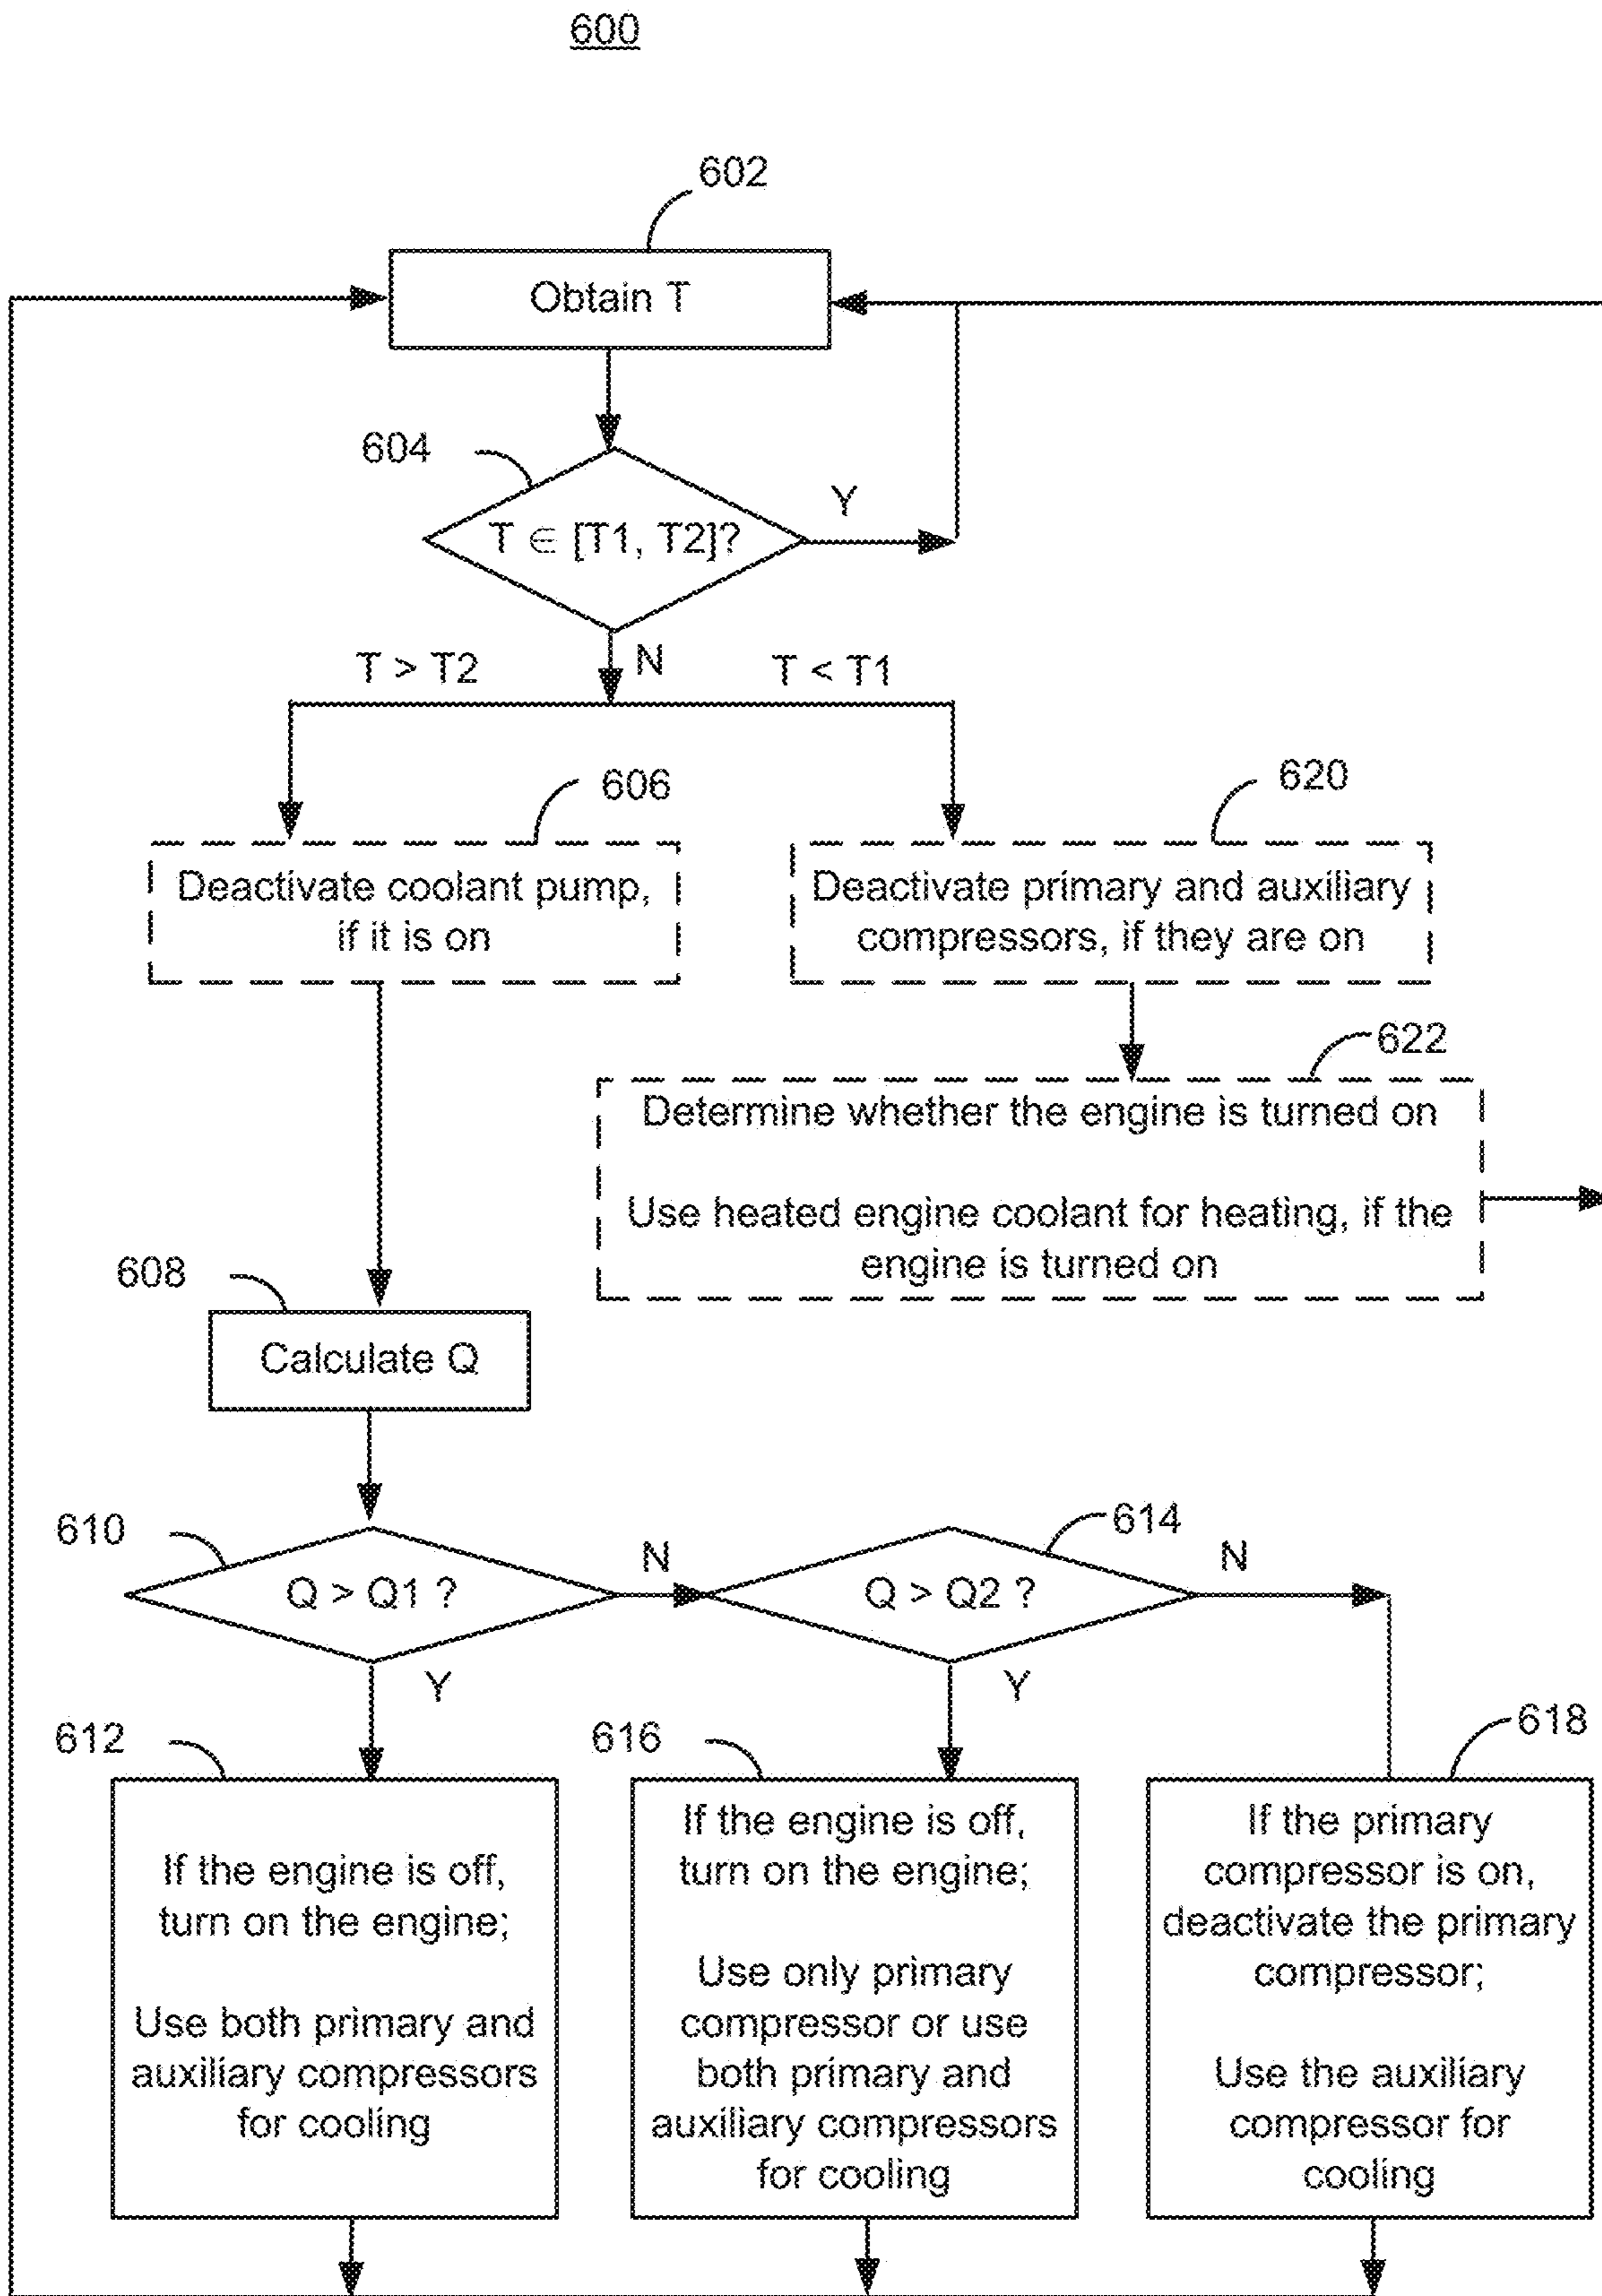 600
602
Obtain T
604
T ∈ [T1, T2]?
Y
T > T2
N
T < T1
606
620
Deactivate coolant pump,
if it is on
Deactivate primary and auxiliary
compressors, if they are on
622
Determine whether the engine is turned on
Use heated engine coolant for heating, if the
engine is turned on
608
Calculate Q
610
Q > Q1 ?
N
614
Q > Q2 ?
N
Y
Y
612
If the engine is off,
turn on the engine;
Use both primary and
auxiliary compressors
for cooling
616
If the engine is off,
turn on the engine;
Use only primary
compressor or use
both primary and
auxiliary compressors
for cooling
618
If the primary
compressor is on,
deactivate the primary
compressor;
Use the auxiliary
compressor for
cooling